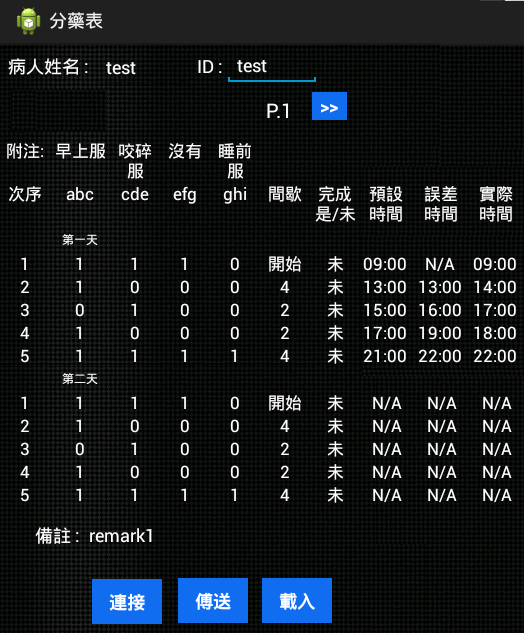 分藥表
病人姓名: test ID: test
P.1 >>
附注: 早上服 咬碎服 沒有 睡前服
次序 abc cde efg ghi 間歇 完成是/未 預設時間 誤差時間 實際時間
第一天
1 1 1 1 0 開始 未 09:00 N/A 09:00
2 1 0 0 0 4 未 13:00 13:00 14:00
3 0 1 0 0 2 未 15:00 16:00 17:00
4 1 0 0 0 2 未 17:00 19:00 18:00
5 1 1 1 1 4 未 21:00 22:00 22:00
第二天
1 1 1 1 0 開始 未 N/A N/A N/A
2 1 0 0 0 4 未 N/A N/A N/A
3 0 1 0 0 2 未 N/A N/A N/A
4 1 0 0 0 2 未 N/A N/A N/A
5 1 1 1 1 4 未 N/A N/A N/A
備註: remark1
連接 傳送 載入